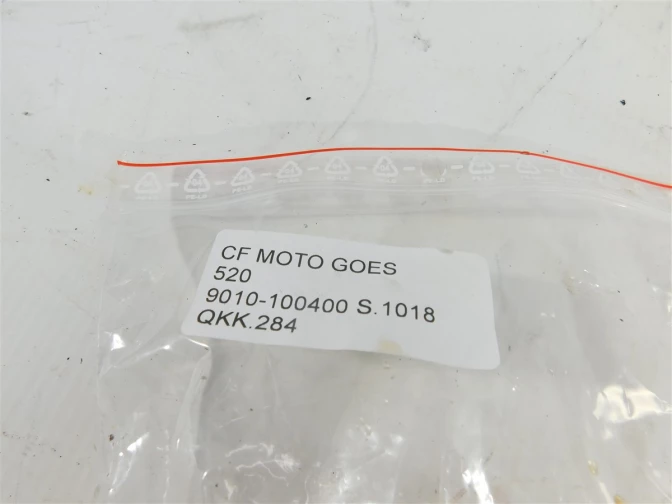 CF MOTO GOES
520
9010-100400 S.1018
QKK.284